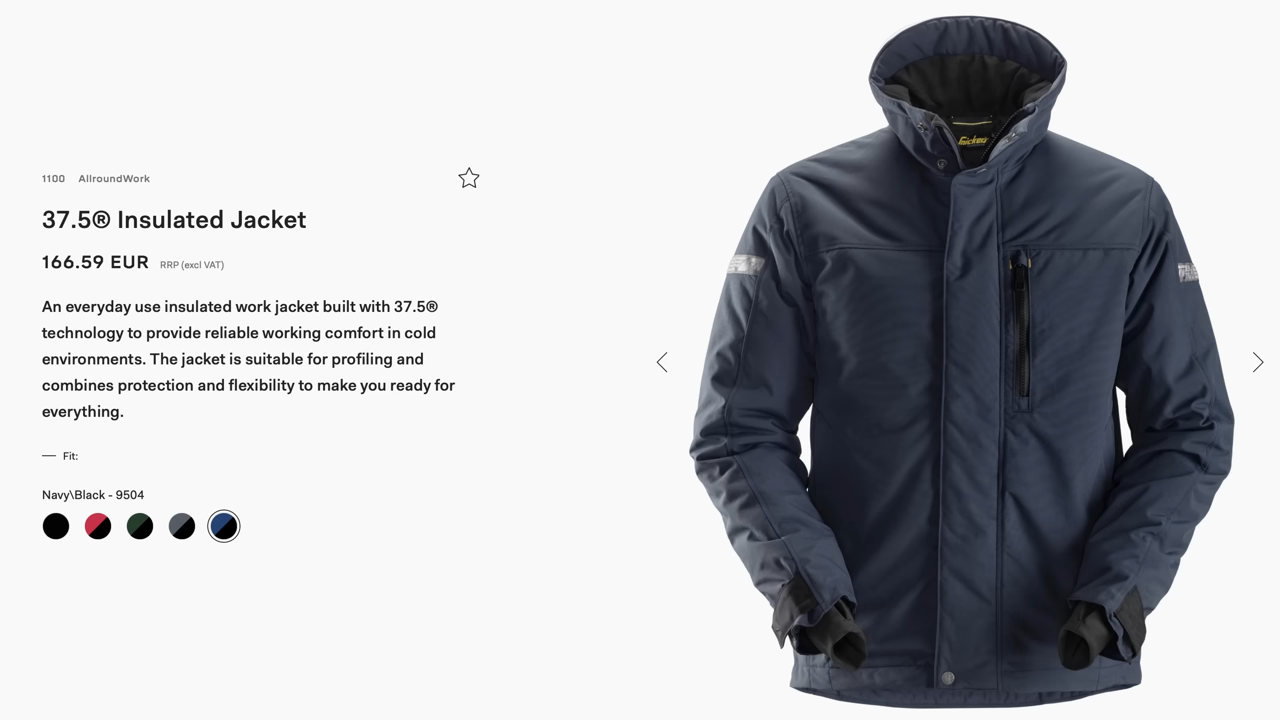 1100 AllroundWork
37.5® Insulated Jacket
166.59 EUR RRP (excl VAT)
An everyday use insulated work jacket built with 37.5®
technology to provide reliable working comfort in cold
environments. The jacket is suitable for profiling and
combines protection and flexibility to make you ready for
everything.
Fit:
Navy\Black - 9504
Snickers